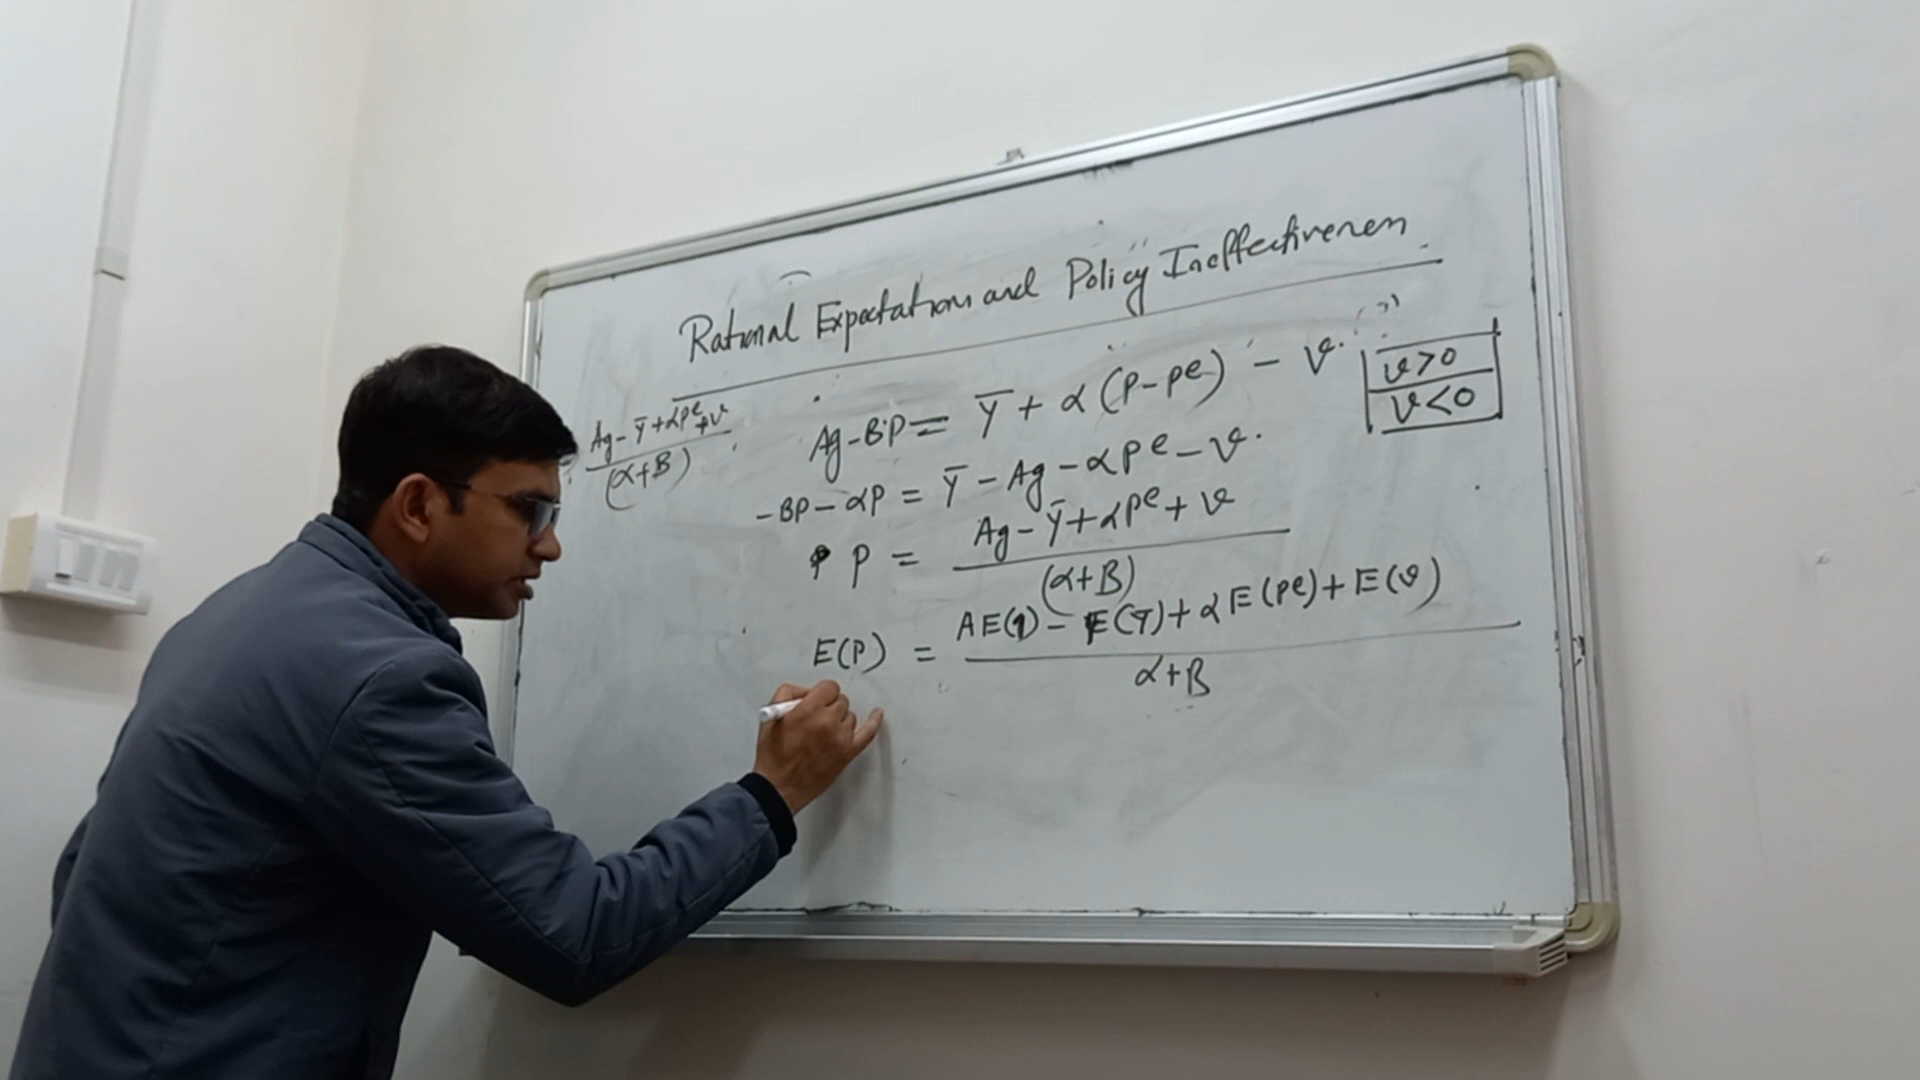 Rational Expectations and Policy Ineffectiveness
Ag - Ȳ + αPᵉ + v
(α+B)
Ag - B·P = Ȳ + α(P - Pᵉ) - v.
v>0
v<0
-BP - αP = Ȳ - Ag - αPᵉ - v.
P = Ag - Ȳ + αPᵉ + v
(α+B)
E(P) = AE(g) - E(Ȳ) + αE(Pᵉ) + E(v)
α+B